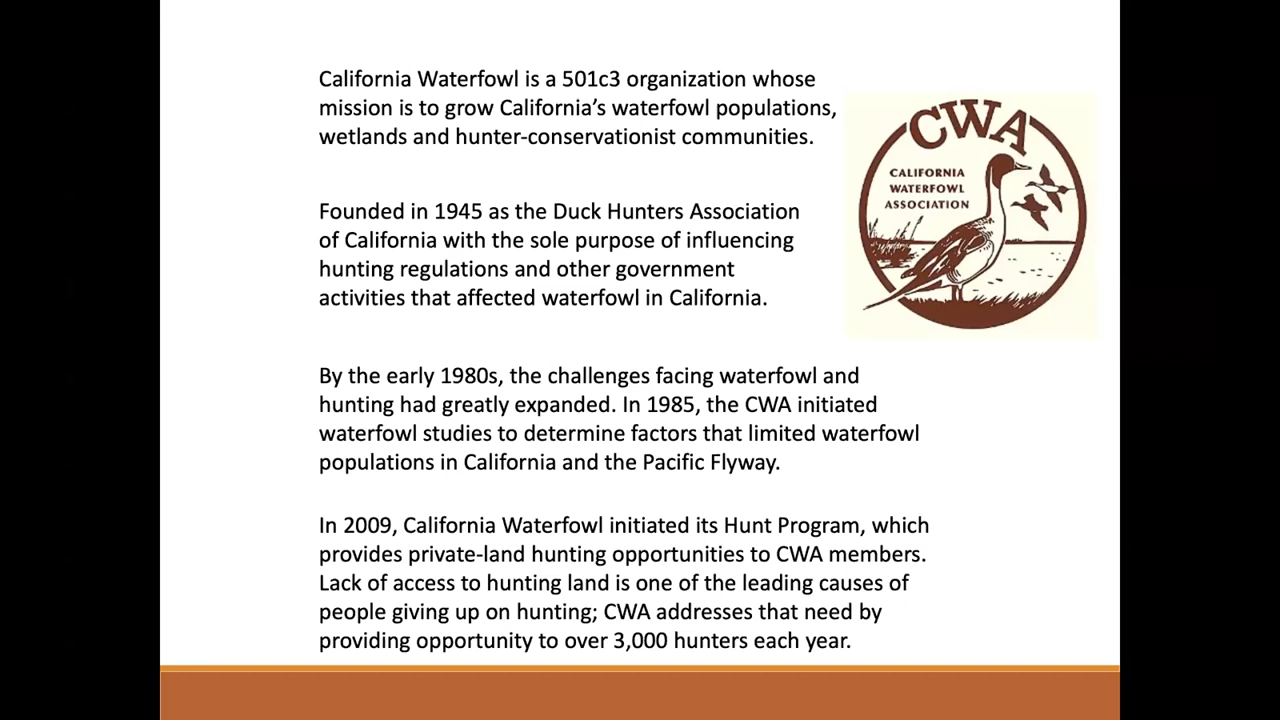 California Waterfowl is a 501c3 organization whose
mission is to grow California’s waterfowl populations,
wetlands and hunter-conservationist communities.
CWA
CALIFORNIA
WATERFOWL
ASSOCIATION
Founded in 1945 as the Duck Hunters Association
of California with the sole purpose of influencing
hunting regulations and other government
activities that affected waterfowl in California.
By the early 1980s, the challenges facing waterfowl and
hunting had greatly expanded. In 1985, the CWA initiated
waterfowl studies to determine factors that limited waterfowl
populations in California and the Pacific Flyway.
In 2009, California Waterfowl initiated its Hunt Program, which
provides private-land hunting opportunities to CWA members.
Lack of access to hunting land is one of the leading causes of
people giving up on hunting; CWA addresses that need by
providing opportunity to over 3,000 hunters each year.